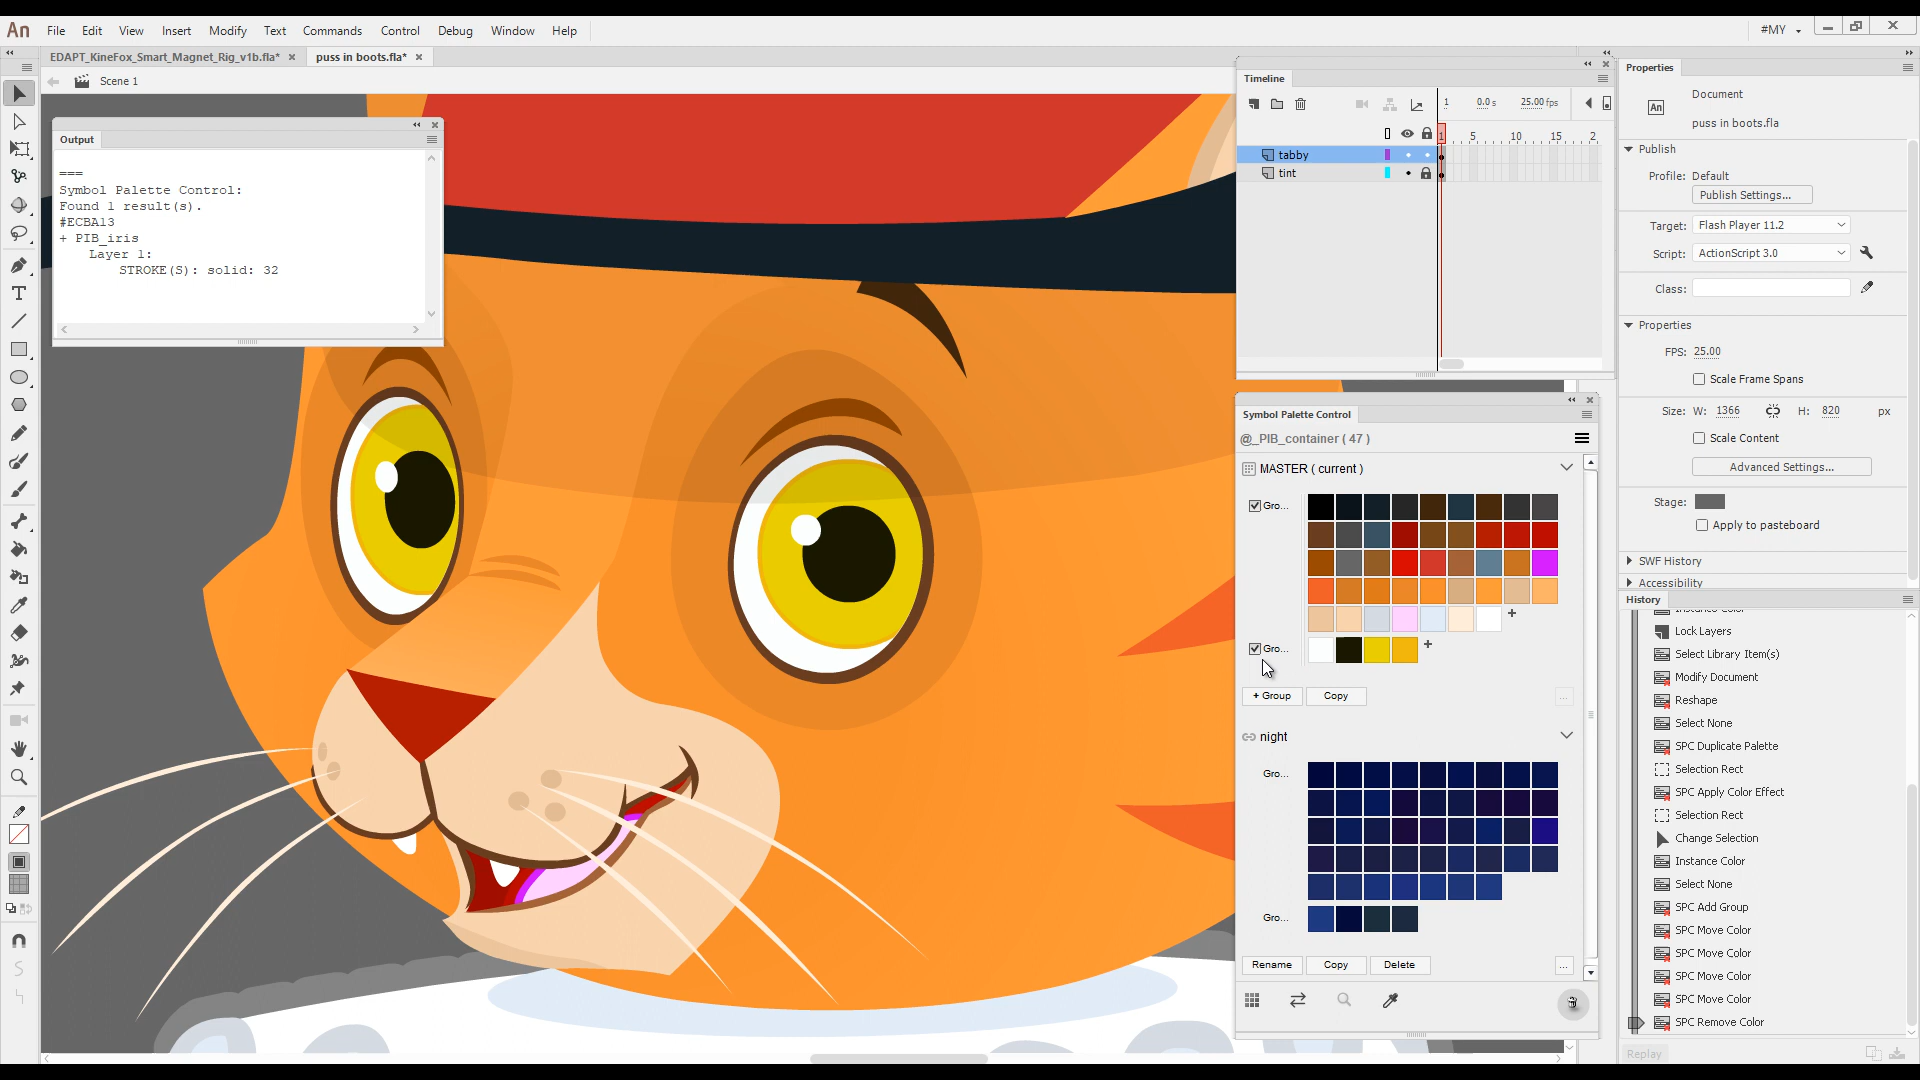 An File Edit View Insert Modify Text Commands Control Debug Window Help #MY
EDAPT_KineFox_Smart_Magnet_Rig_v1b.fla* puss in boots.fla*
Scene 1
Output
===
Symbol Palette Control:
Found 1 result(s).
#ECBA13
+ PIB_iris
Layer 1:
STROKE(S): solid: 32
Timeline
1 0.0 s 25.00 fps
1 5 10 15 2
tabby
tint
Symbol Palette Control
@_PIB_container ( 47 )
MASTER ( current )
Gro...
Gro...
+ Group Copy ...
night
Gro...
Gro...
Rename Copy Delete ...
Properties
Document
An
puss in boots.fla
Publish
Profile: Default
Publish Settings...
Target: Flash Player 11.2
Script: ActionScript 3.0
Class:
Properties
FPS: 25.00
Scale Frame Spans
Size: W: 1366 H: 820 px
Scale Content
Advanced Settings...
Stage:
Apply to pasteboard
SWF History
Accessibility
History
Instance Color
Lock Layers
Select Library Item(s)
Modify Document
Reshape
Select None
SPC Duplicate Palette
Selection Rect
SPC Apply Color Effect
Selection Rect
Change Selection
Instance Color
Select None
SPC Add Group
SPC Move Color
SPC Move Color
SPC Move Color
SPC Move Color
SPC Remove Color
Replay